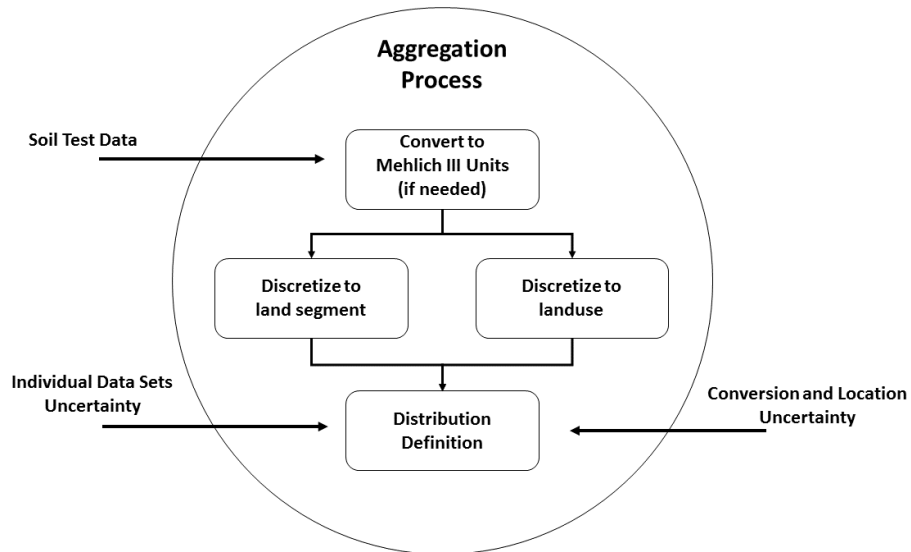 Aggregation
Process
Soil Test Data
Convert to
Mehlich III Units
(if needed)
Discretize to
land segment
Discretize to
landuse
Individual Data Sets
Uncertainty
Distribution
Definition
Conversion and Location
Uncertainty